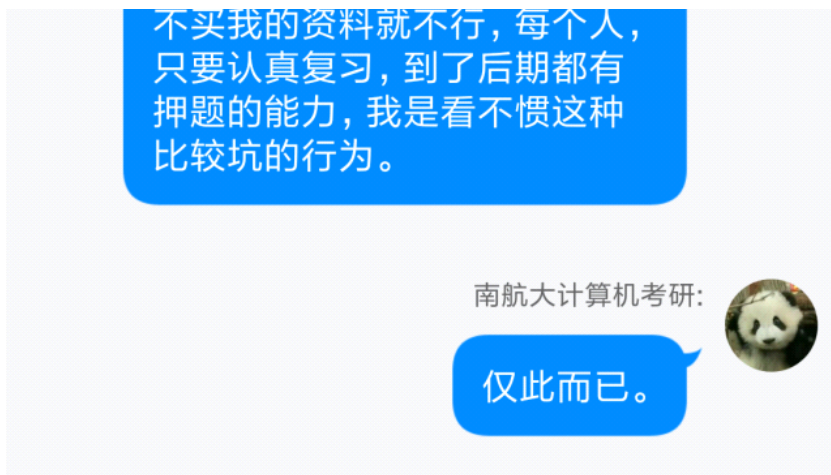 不买我的资料就不行，每个人，
只要认真复习，到了后期都有
押题的能力，我是看不惯这种
比较坑的行为。
南航大计算机考研:
仅此而已。